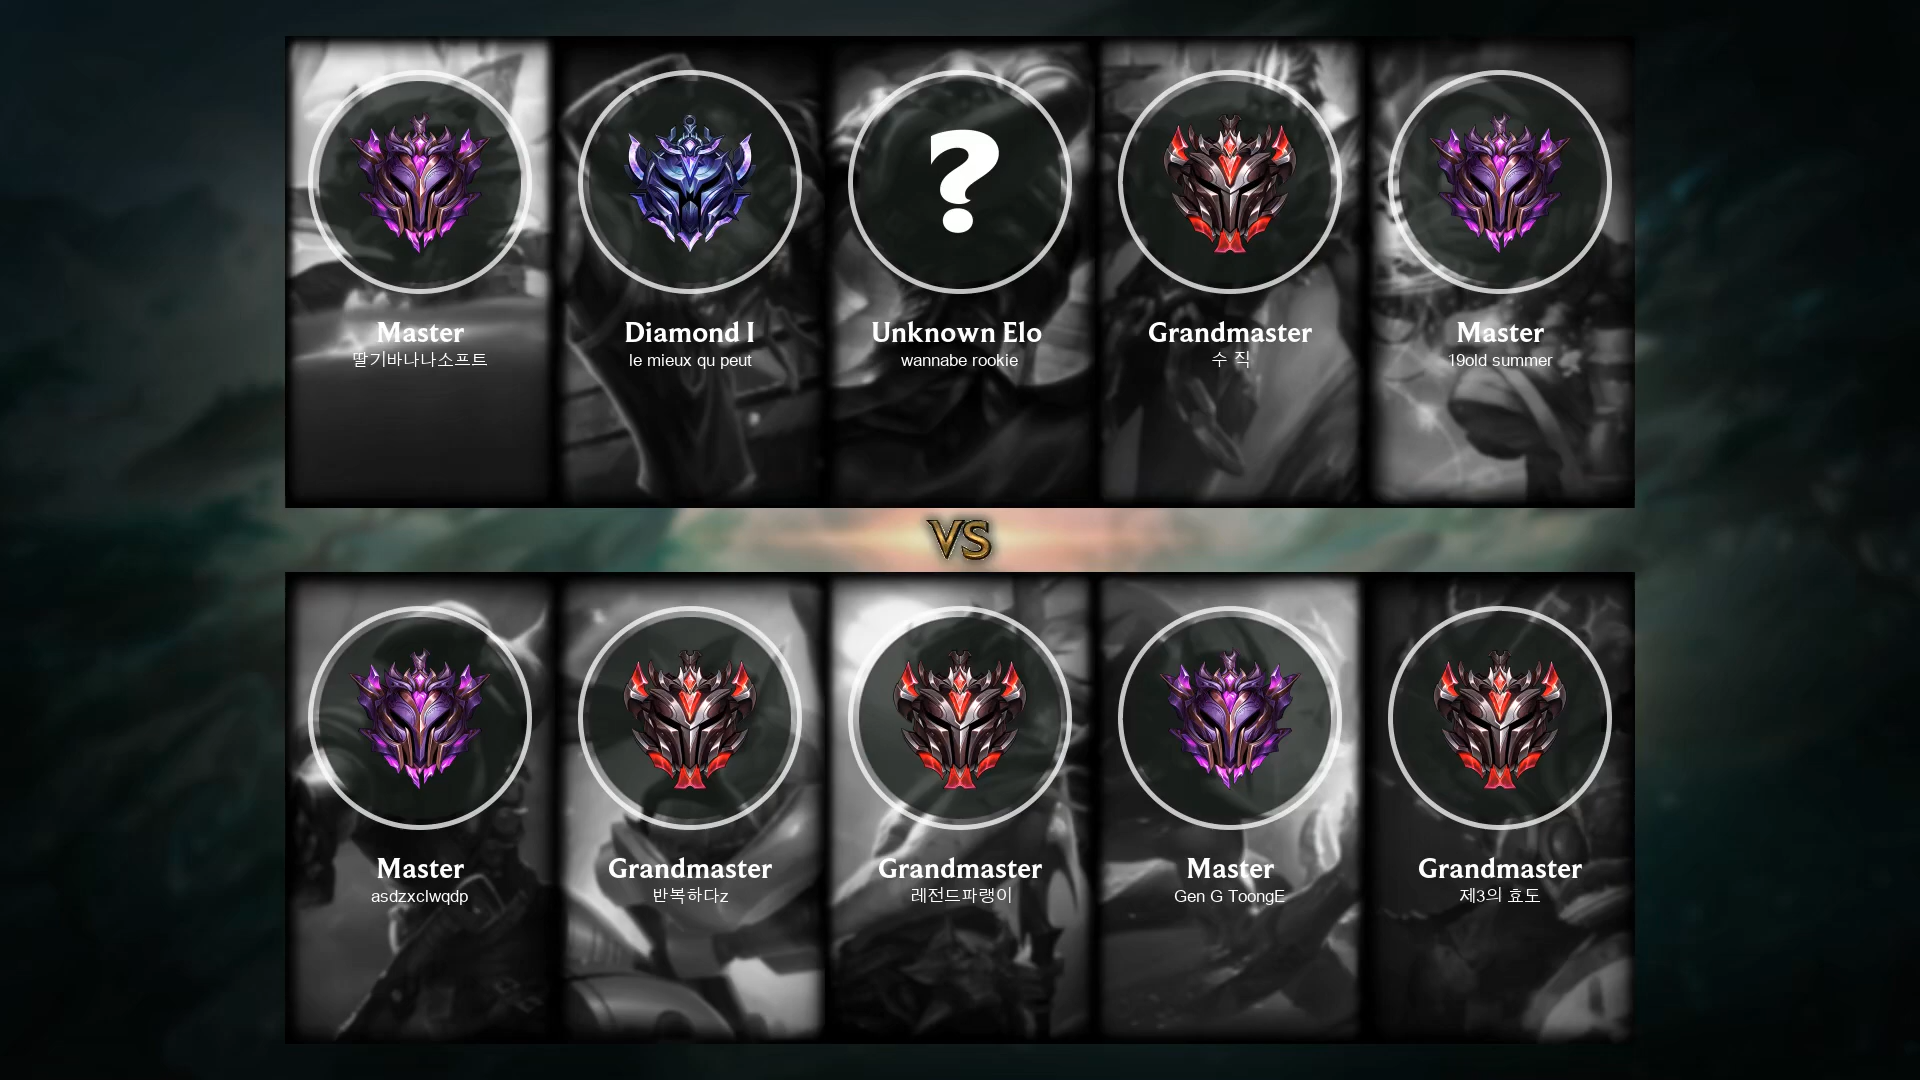 Master
딸기바나나소프트
Diamond I
le mieux qu peut
Unknown Elo
wannabe rookie
Grandmaster
수 직
Master
19old summer
VS
Master
asdzxclwqdp
Grandmaster
반복하다z
Grandmaster
레전드파랭이
Master
Gen G ToongE
Grandmaster
제3의 효도